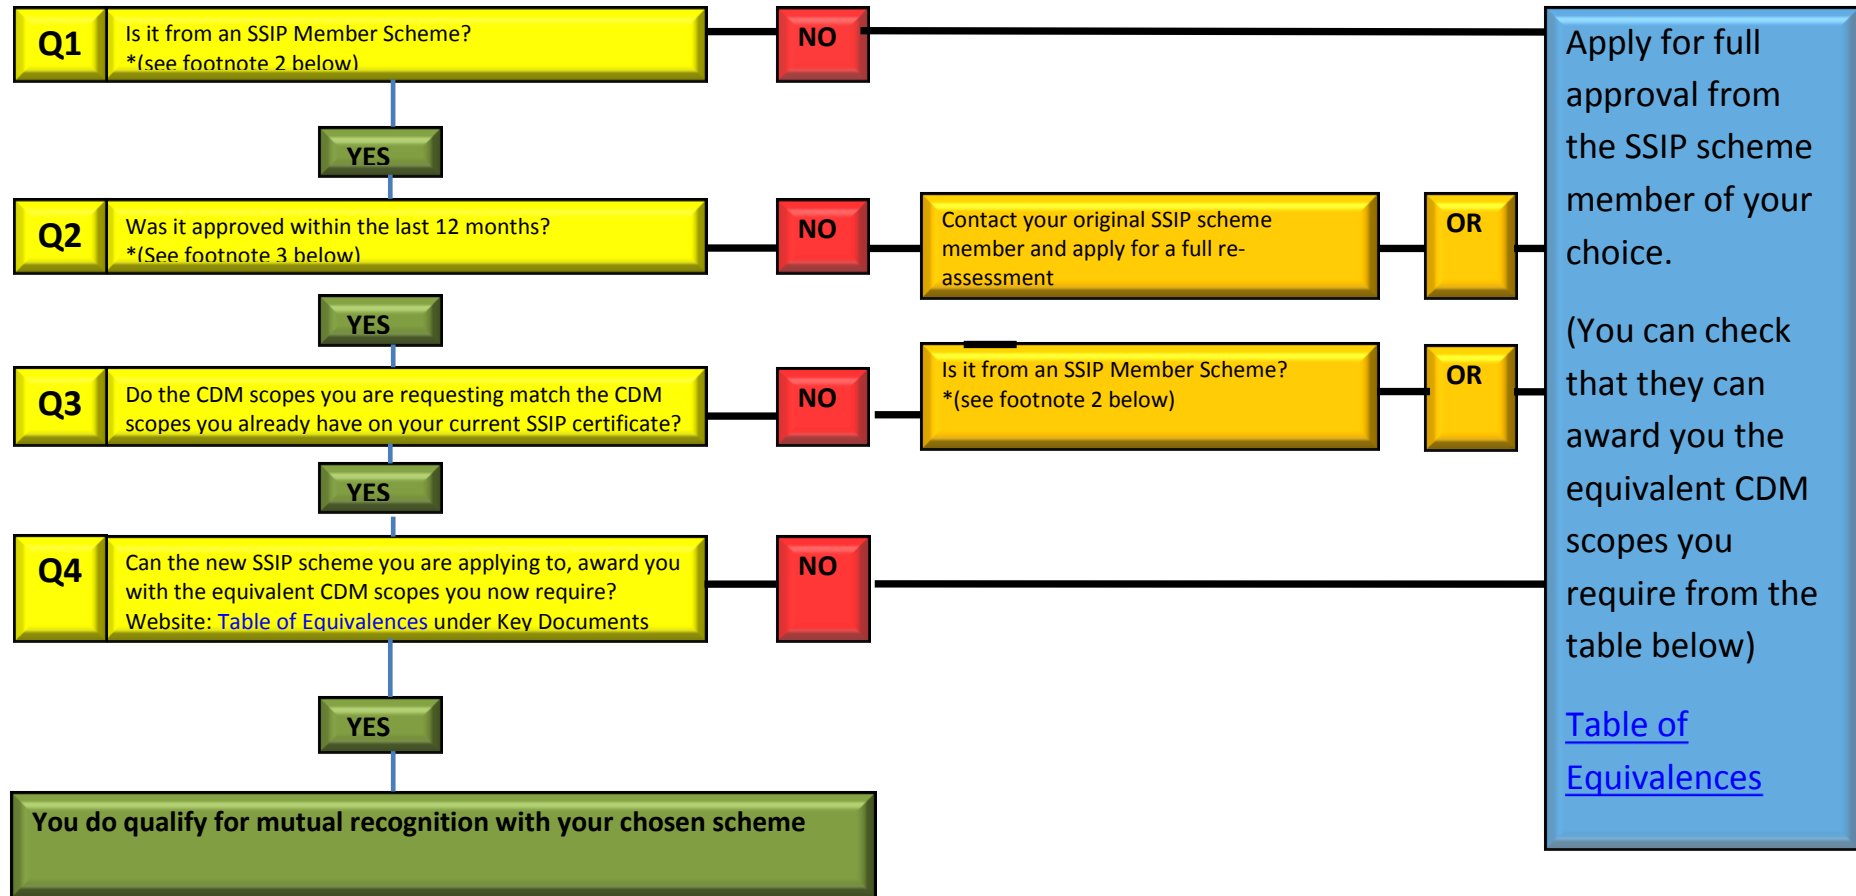 Q1
Is it from an SSIP Member Scheme?
*(see footnote 2 below)
NO
YES
Q2
Was it approved within the last 12 months?
*(See footnote 3 below)
NO
Contact your original SSIP scheme
member and apply for a full re-
assessment
OR
YES
Q3
Do the CDM scopes you are requesting match the CDM
scopes you already have on your current SSIP certificate?
NO
Is it from an SSIP Member Scheme?
*(see footnote 2 below)
OR
YES
Q4
Can the new SSIP scheme you are applying to, award you
with the equivalent CDM scopes you now require?
Website: Table of Equivalences under Key Documents
NO
YES
You do qualify for mutual recognition with your chosen scheme
Apply for full
approval from
the SSIP scheme
member of your
choice.
(You can check
that they can
award you the
equivalent CDM
scopes you
require from the
table below)
Table of
Equivalences